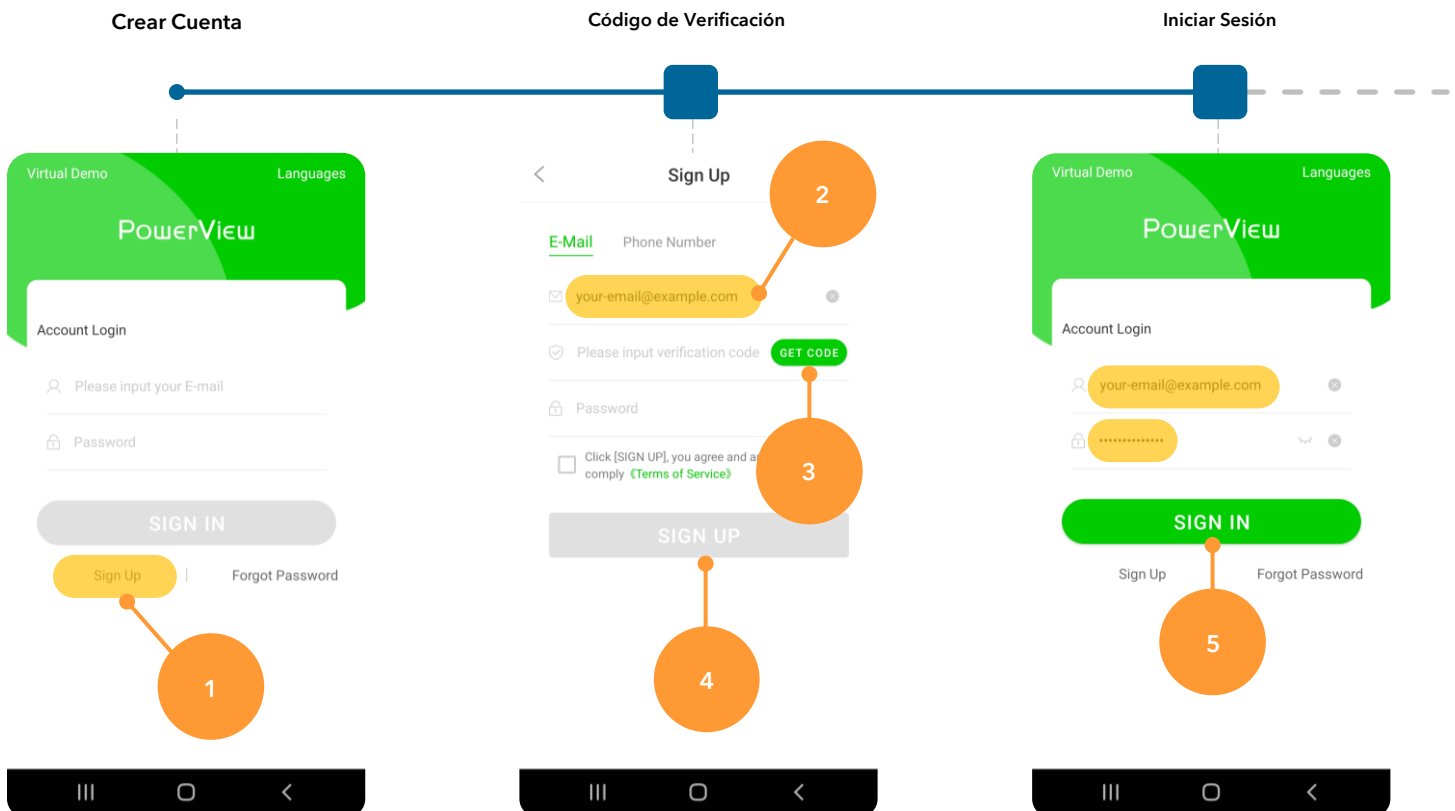 Crear Cuenta
Código de Verificación
Iniciar Sesión
Virtual Demo
Languages
PowerView
Account Login
Please input your E-mail
Password
SIGN IN
Sign Up
Forgot Password
1
Sign Up
2
E-Mail
Phone Number
your-email@example.com
Please input verification code
GET CODE
Password
Click [SIGN UP], you agree and
comply 《Terms of Service》
3
SIGN UP
4
Virtual Demo
Languages
PowerView
Account Login
your-email@example.com
••••••••••••••
SIGN IN
Sign Up
Forgot Password
5